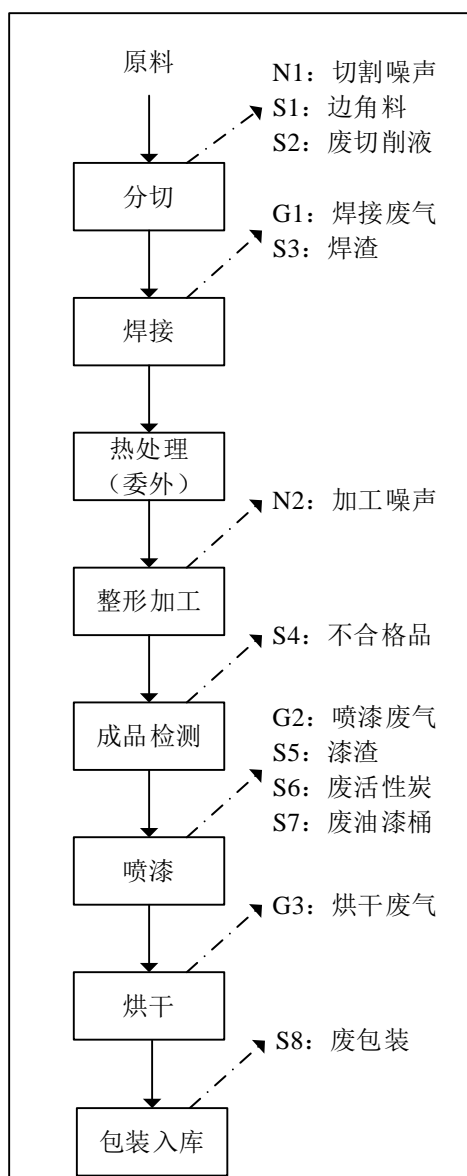 原料
N1：切割噪声
S1：边角料
S2：废切削液
分切
G1：焊接废气
S3：焊渣
焊接
热处理
（委外）
N2：加工噪声
整形加工
S4：不合格品
成品检测
G2：喷漆废气
S5：漆渣
S6：废活性炭
S7：废油漆桶
喷漆
G3：烘干废气
烘干
S8：废包装
包装入库